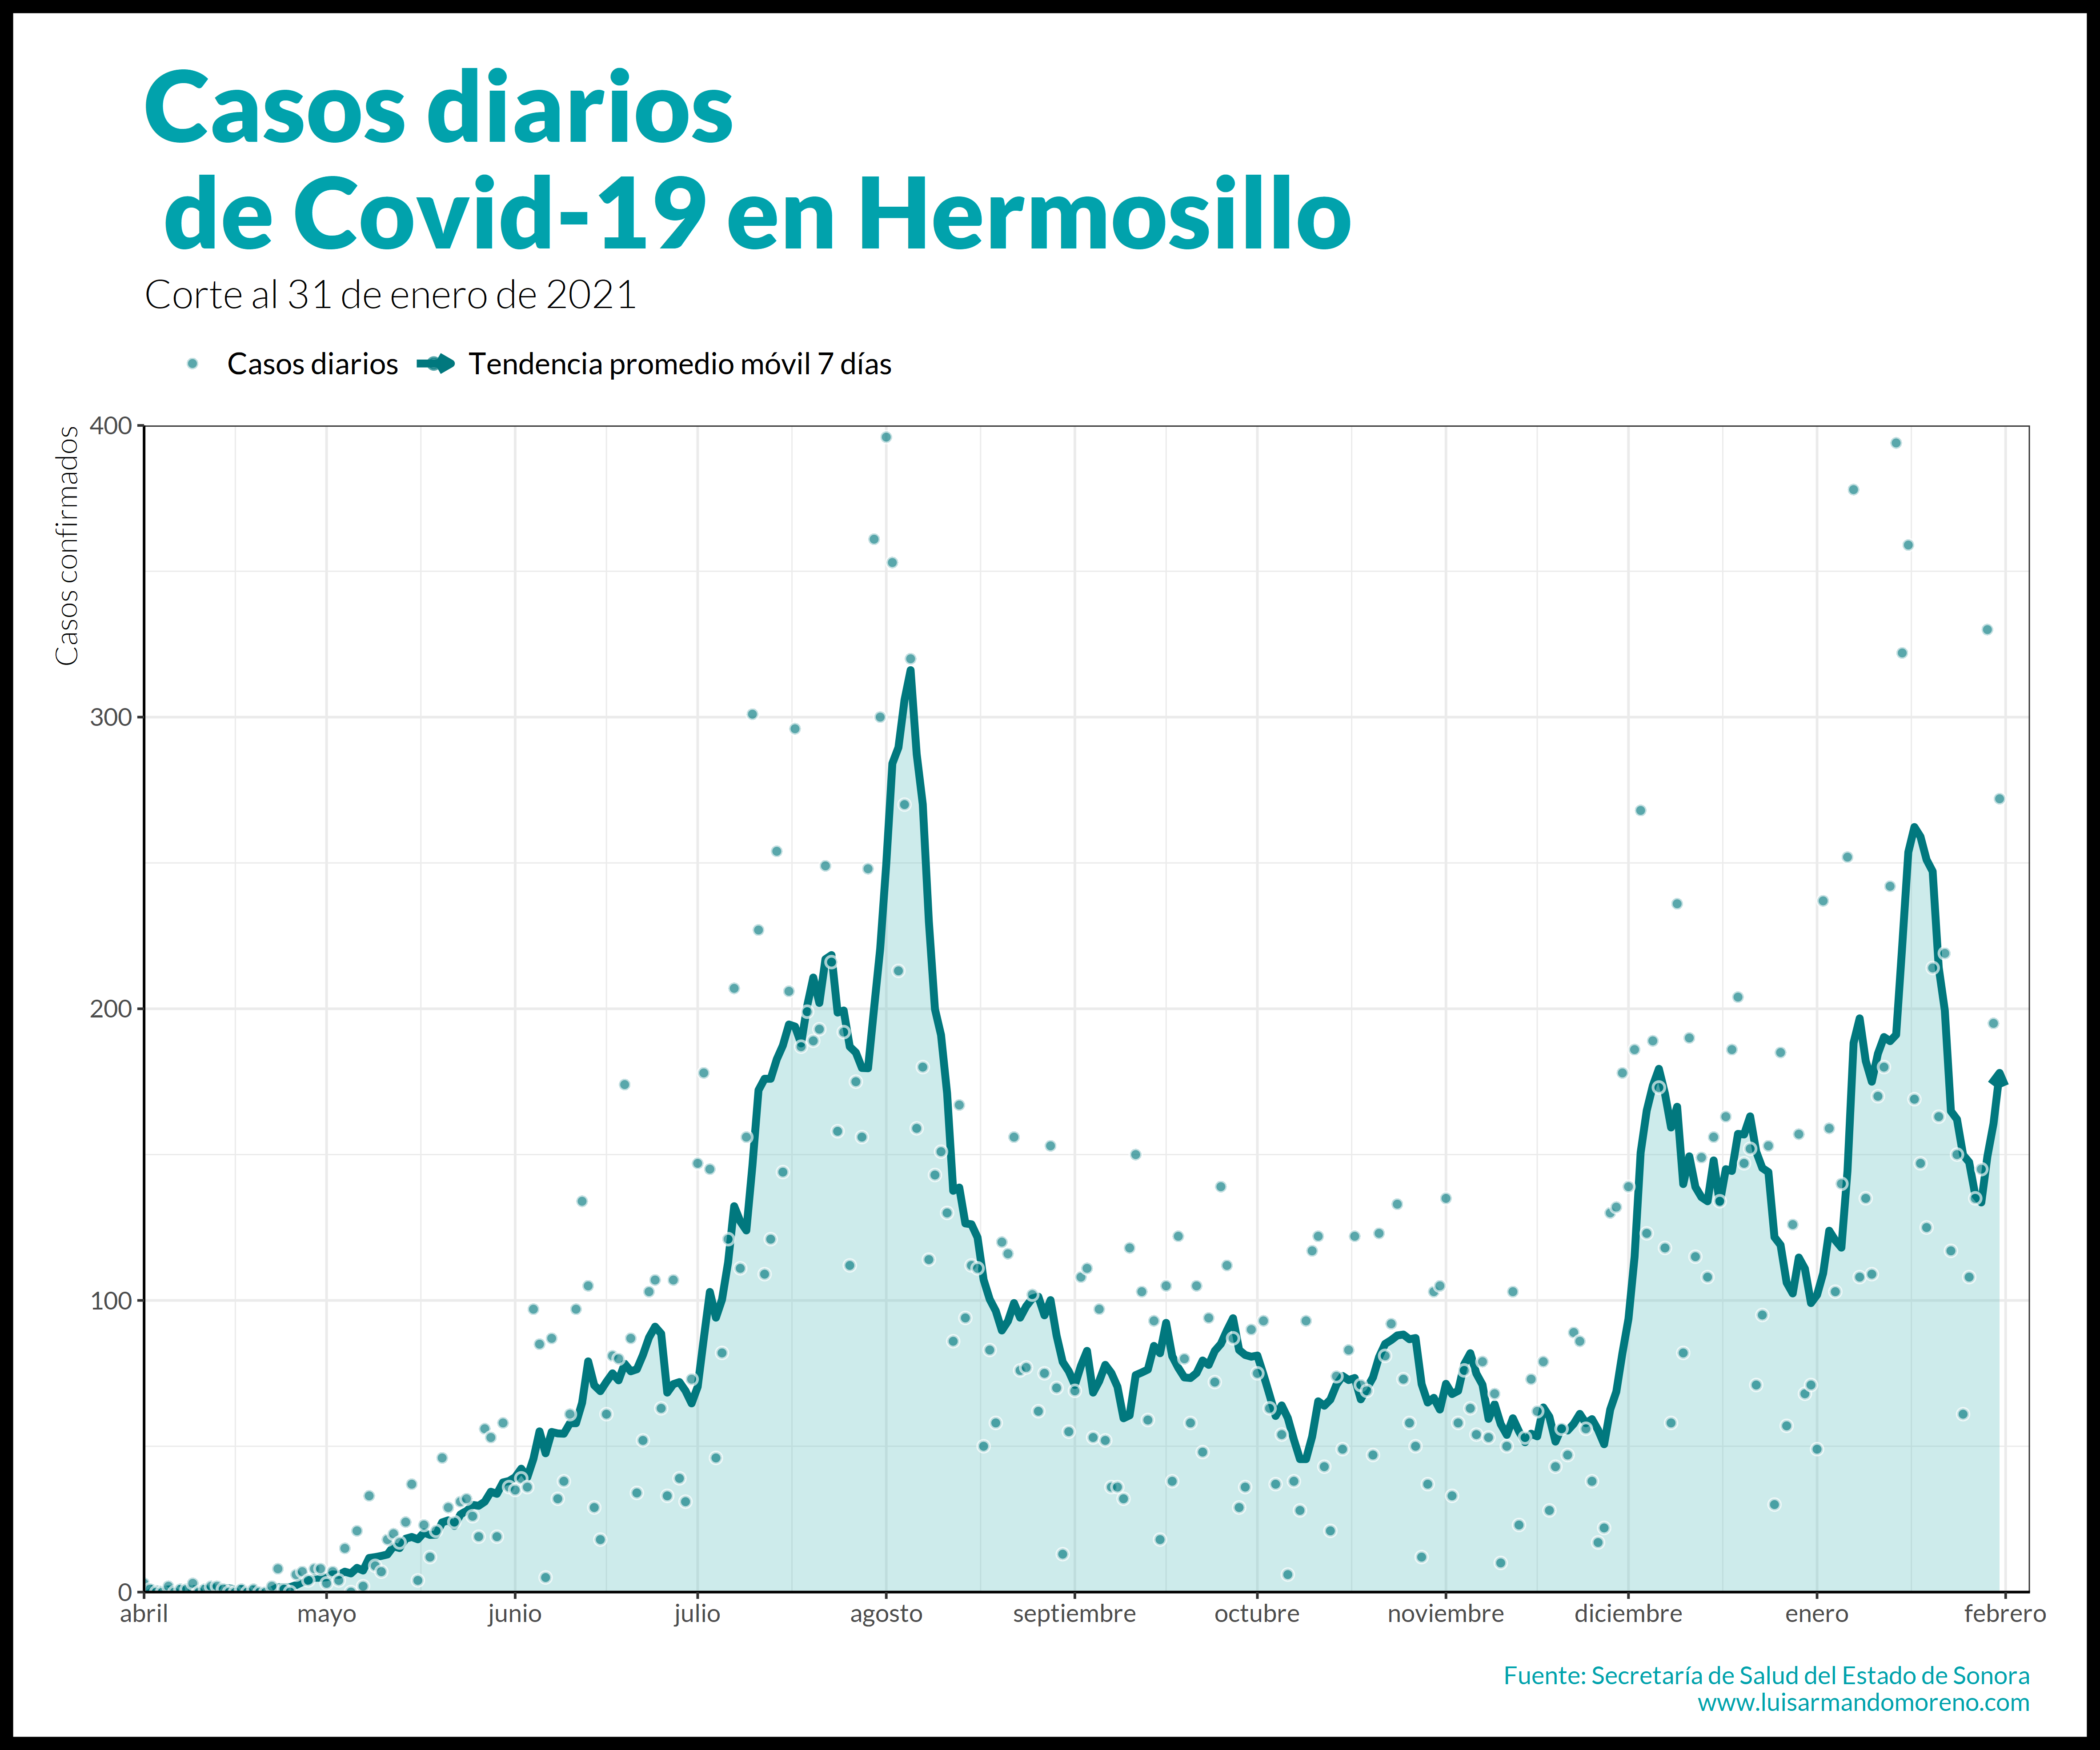 Casos diarios
de Covid-19 en Hermosillo
Corte al 31 de enero de 2021
Casos diarios Tendencia promedio móvil 7 días
Casos confirmados
400
300
200
100
0
abril mayo junio julio agosto septiembre octubre noviembre diciembre enero febrero
Fuente: Secretaría de Salud del Estado de Sonora
www.luisarmandomoreno.com